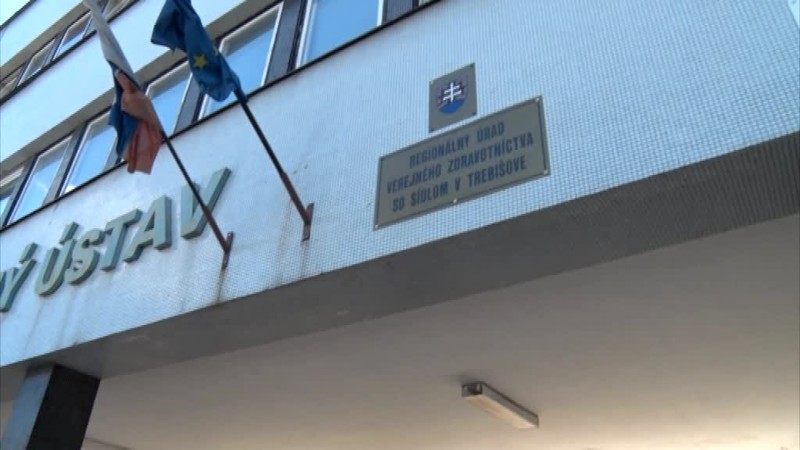 Ý ÚSTAV
REGIONÁLNY ÚRAD
VEREJNÉHO ZDRAVOTNÍCTVA
SO SÍDLOM V TREBIŠOVE